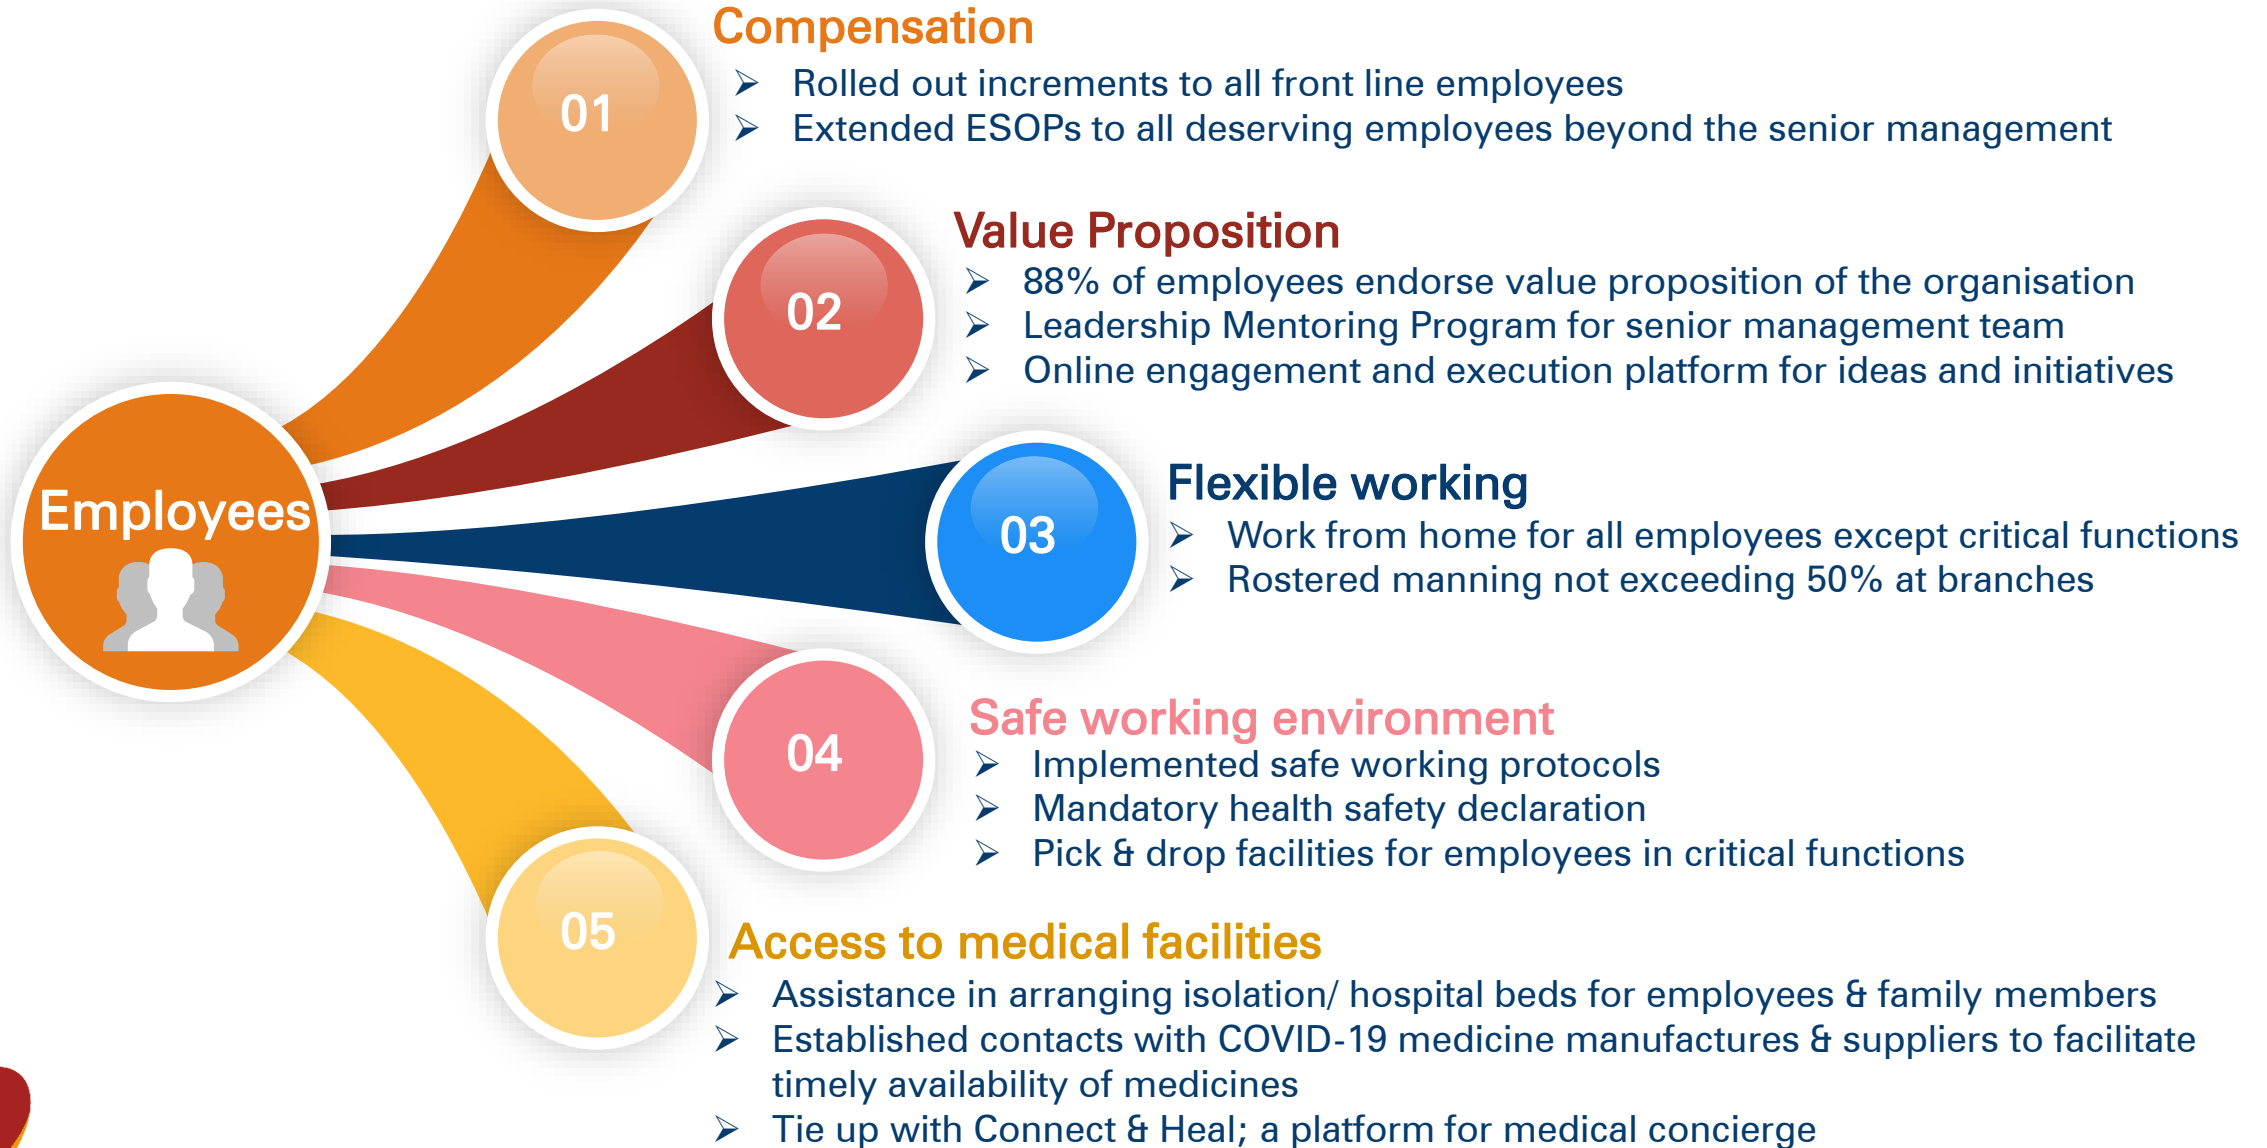 Compensation
➢ Rolled out increments to all front line employees
➢ Extended ESOPs to all deserving employees beyond the senior management
01
Value Proposition
➢ 88% of employees endorse value proposition of the organisation
➢ Leadership Mentoring Program for senior management team
➢ Online engagement and execution platform for ideas and initiatives
02
Employees
Flexible working
➢ Work from home for all employees except critical functions
➢ Rostered manning not exceeding 50% at branches
03
Safe working environment
➢ Implemented safe working protocols
➢ Mandatory health safety declaration
➢ Pick & drop facilities for employees in critical functions
04
Access to medical facilities
➢ Assistance in arranging isolation/ hospital beds for employees & family members
➢ Established contacts with COVID-19 medicine manufactures & suppliers to facilitate
timely availability of medicines
➢ Tie up with Connect & Heal; a platform for medical concierge
05